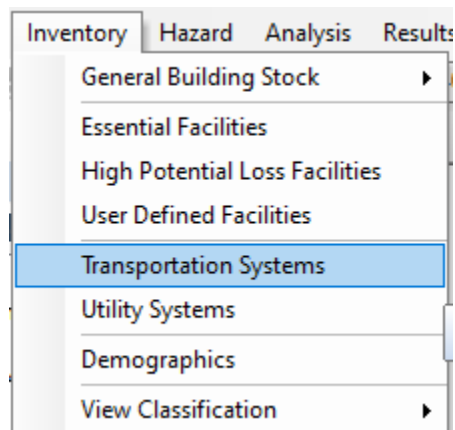 Inventory Hazard Analysis Results
General Building Stock
Essential Facilities
High Potential Loss Facilities
User Defined Facilities
Transportation Systems
Utility Systems
Demographics
View Classification